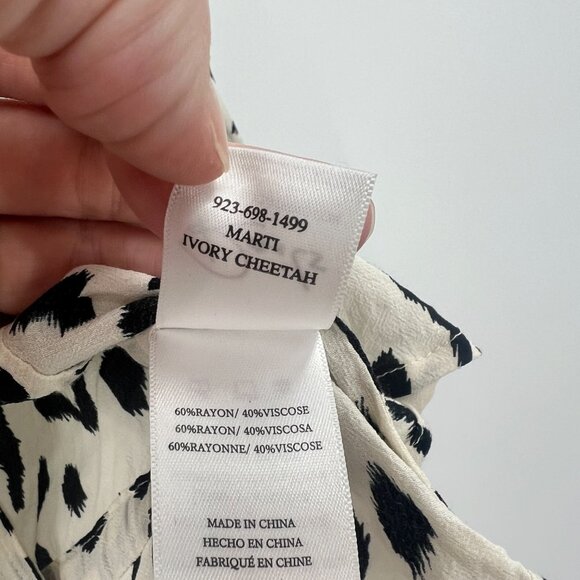 923-698-1499
MARTI
IVORY CHEETAH
60%RAYON/ 40%VISCOSE
60%RAYON/ 40%VISCOSA
60%RAYONNE/ 40%VISCOSE
MADE IN CHINA
HECHO EN CHINA
FABRIQUÉ EN CHINE